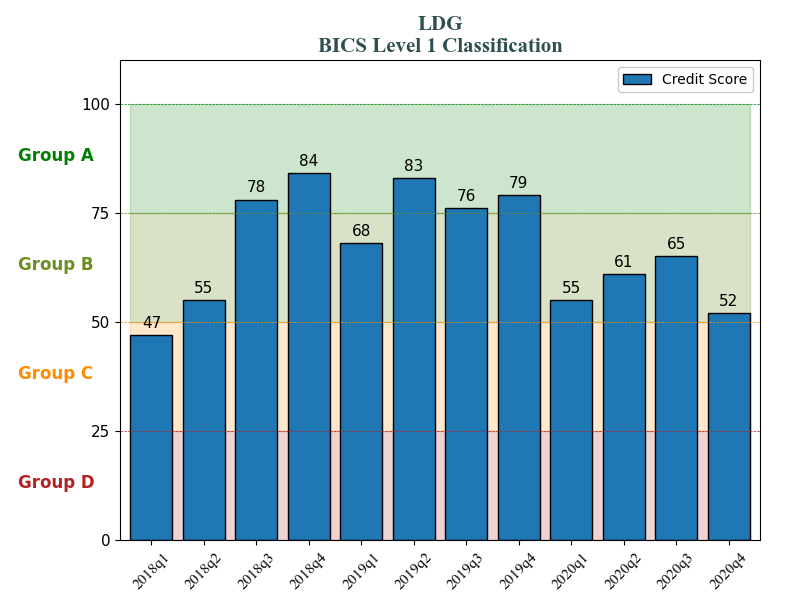 LDG
BICS Level 1 Classification
Credit Score
100
Group A
84
83
78
79
76
75
68
65
Group B
61
55
55
52
50
47
Group C
25
Group D
0
2018q1
2018q2
2018q3
2018q4
2019q1
2019q2
2019q3
2019q4
2020q1
2020q2
2020q3
2020q4